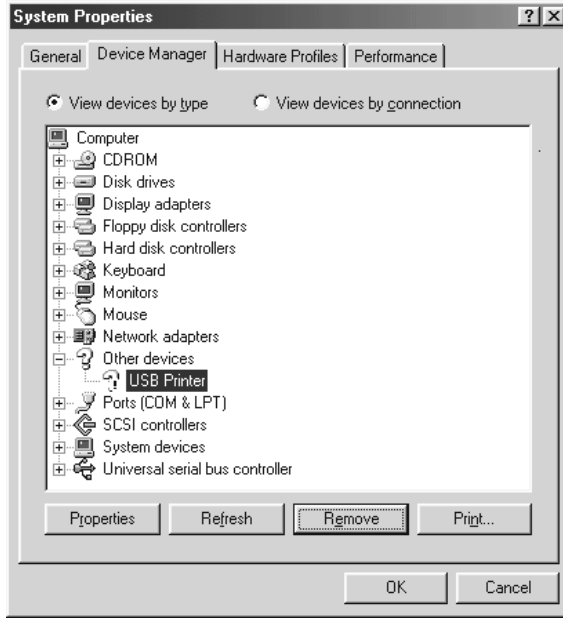 System Properties
General Device Manager Hardware Profiles Performance
View devices by type View devices by connection
Computer
CDROM
Disk drives
Display adapters
Floppy disk controllers
Hard disk controllers
Keyboard
Monitors
Mouse
Network adapters
Other devices
USB Printer
Ports (COM & LPT)
SCSI controllers
System devices
Universal serial bus controller
Properties Refresh Remove Print...
OK Cancel